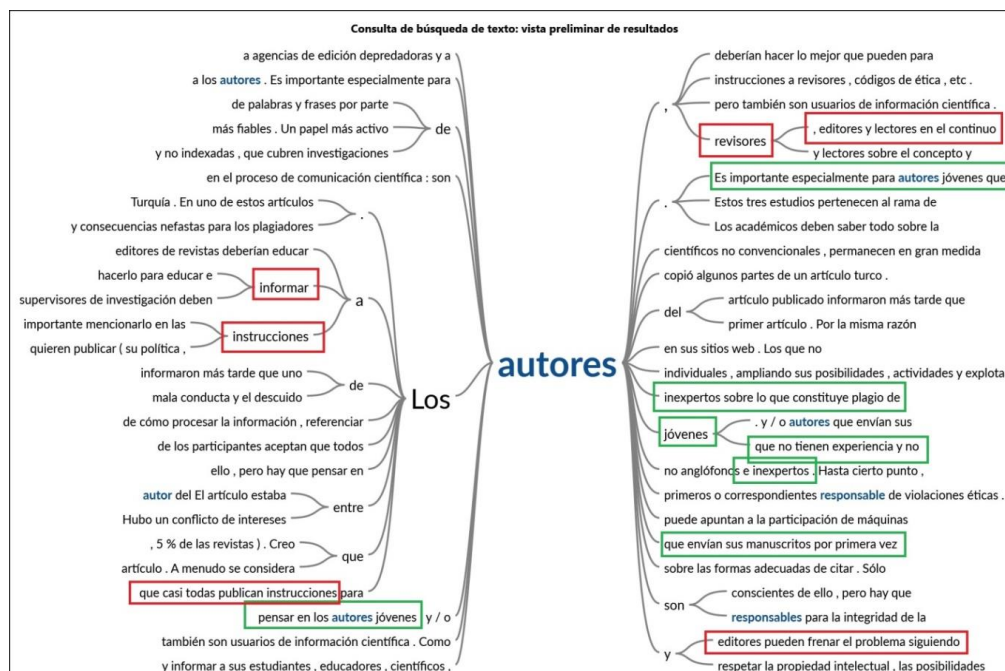 Consulta de búsqueda de texto: vista preliminar de resultados
a agencias de edición depredadoras y a
a los autores . Es importante especialmente para
de palabras y frases por parte
más fiables . Un papel más activo
y no indexadas , que cubren investigaciones
de
en el proceso de comunicación científica : son
Turquía . En uno de estos artículos
y consecuencias nefastas para los plagiadores
.
editores de revistas deberían educar
hacerlo para educar e
supervisores de investigación deben
informar
importante mencionarlo en las
quieren publicar ( su política ,
instrucciones
a
informaron más tarde que uno
mala conducta y el descuido
de
de cómo procesar la información , referenciar
de los participantes aceptan que todos
ello , pero hay que pensar en
autor del El artículo estaba
Hubo un conflicto de intereses
entre
, 5 % de las revistas ) . Creo
artículo . A menudo se considera
que
que casi todas publican instrucciones para
Los
pensar en los autores jóvenes y / o
también son usuarios de información científica . Como
y informar a sus estudiantes , educadores , científicos ,
autores
,
deberían hacer lo mejor que pueden para
instrucciones a revisores , códigos de ética , etc .
pero también son usuarios de información científica .
revisores
, editores y lectores en el continuo
y lectores sobre el concepto y
.
Es importante especialmente para autores jóvenes que
Estos tres estudios pertenecen al rama de
Los académicos deben saber todo sobre la
científicos no convencionales , permanecen en gran medida
copió algunos partes de un artículo turco .
del
artículo publicado informaron más tarde que
primer artículo . Por la misma razón
en sus sitios web . Los que no
individuales , ampliando sus posibilidades , actividades y explota
inexpertos sobre lo que constituye plagio de
jóvenes
. y / o autores que envían sus
que no tienen experiencia y no
no anglófonos e inexpertos . Hasta cierto punto ,
primeros o correspondientes responsable de violaciones éticas .
puede apuntan a la participación de máquinas
que envían sus manuscritos por primera vez
sobre las formas adecuadas de citar . Sólo
son
conscientes de ello , pero hay que
responsables para la integridad de la
y
editores pueden frenar el problema siguiendo
respetar la propiedad intelectual , las posibilidades